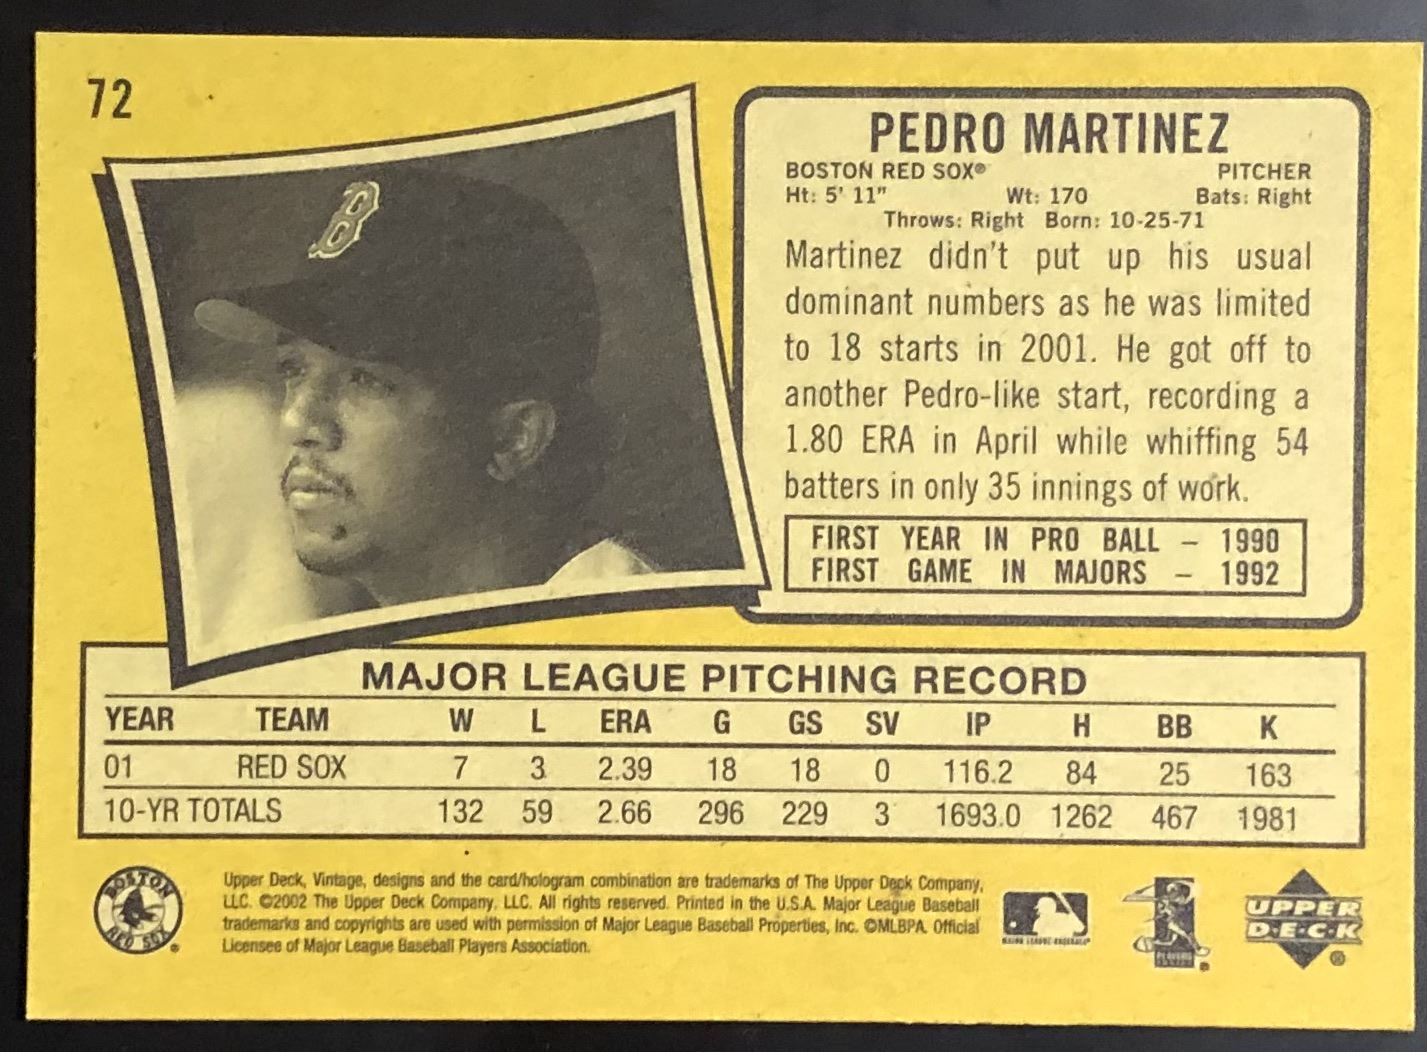 72
B
PEDRO MARTINEZ
BOSTON RED SOX® PITCHER
Ht: 5' 11" Wt: 170 Bats: Right
Throws: Right Born: 10-25-71
Martinez didn't put up his usual
dominant numbers as he was limited
to 18 starts in 2001. He got off to
another Pedro-like start, recording a
1.80 ERA in April while whiffing 54
batters in only 35 innings of work.
FIRST YEAR IN PRO BALL – 1990
FIRST GAME IN MAJORS – 1992
MAJOR LEAGUE PITCHING RECORD
YEAR TEAM W L ERA G GS SV IP H BB K
01 RED SOX 7 3 2.39 18 18 0 116.2 84 25 163
10-YR TOTALS 132 59 2.66 296 229 3 1693.0 1262 467 1981
BOSTON
RED SOX
Upper Deck, Vintage, designs and the card/hologram combination are trademarks of The Upper Deck Company,
LLC. ©2002 The Upper Deck Company, LLC. All rights reserved. Printed in the U.S.A. Major League Baseball
trademarks and copyrights are used with permission of Major League Baseball Properties, Inc. ©MLBPA Official
Licensee of Major League Baseball Players Association.
MAJOR LEAGUE BASEBALL
PLAYERS
UPPER
D·E·C·K